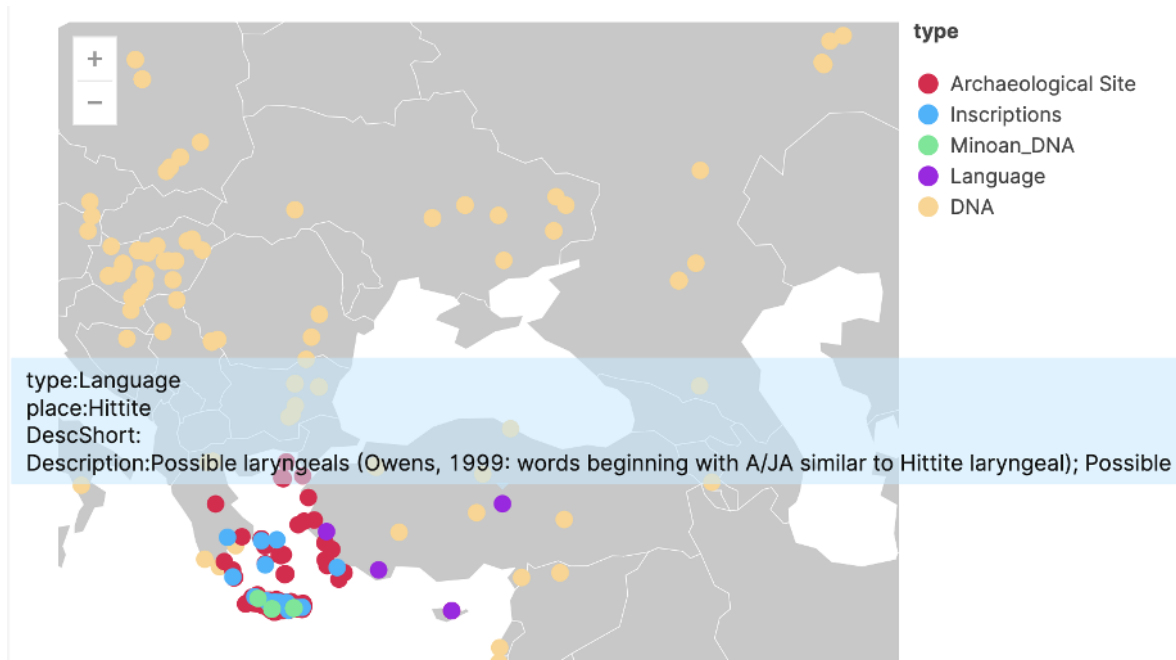 +
−
type
Archaeological Site
Inscriptions
Minoan_DNA
Language
DNA
type:Language
place:Hittite
DescShort:
Description:Possible laryngeals (Owens, 1999: words beginning with A/JA similar to Hittite laryngeal); Possible